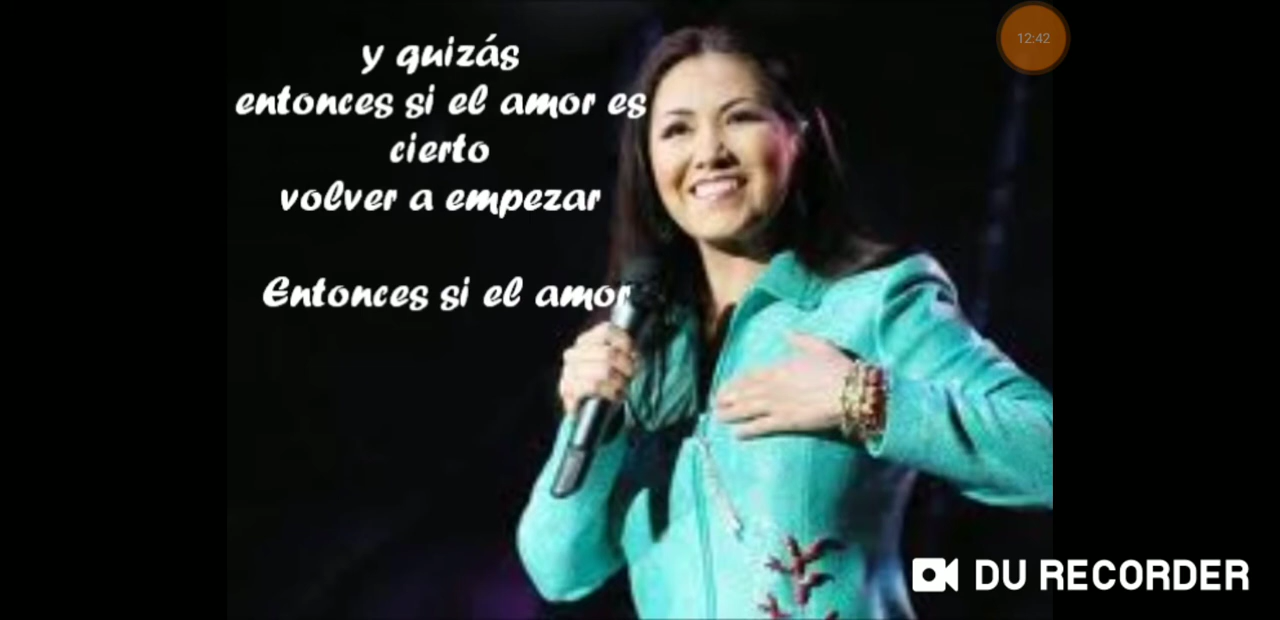 y quizás
entonces si el amor es
cierto
volver a empezar
Entonces si el amor
12:42
DU RECORDER